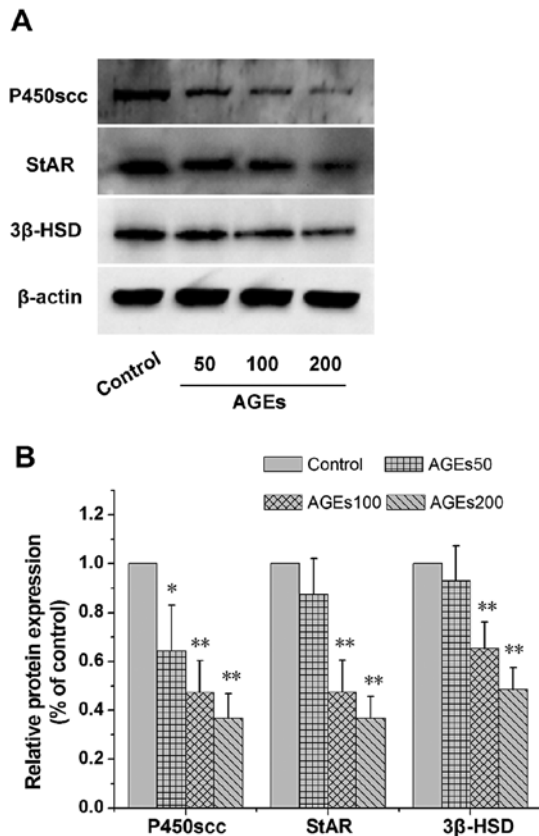 A
P450scc
StAR
3β-HSD
β-actin
Control 50 100 200
AGEs
B
Control AGEs50
AGEs100 AGEs200
Relative protein expression
(% of control)
1.2
1.0
0.8
0.6
0.4
0.2
0.0
* ** **
** **
** **
P450scc StAR 3β-HSD